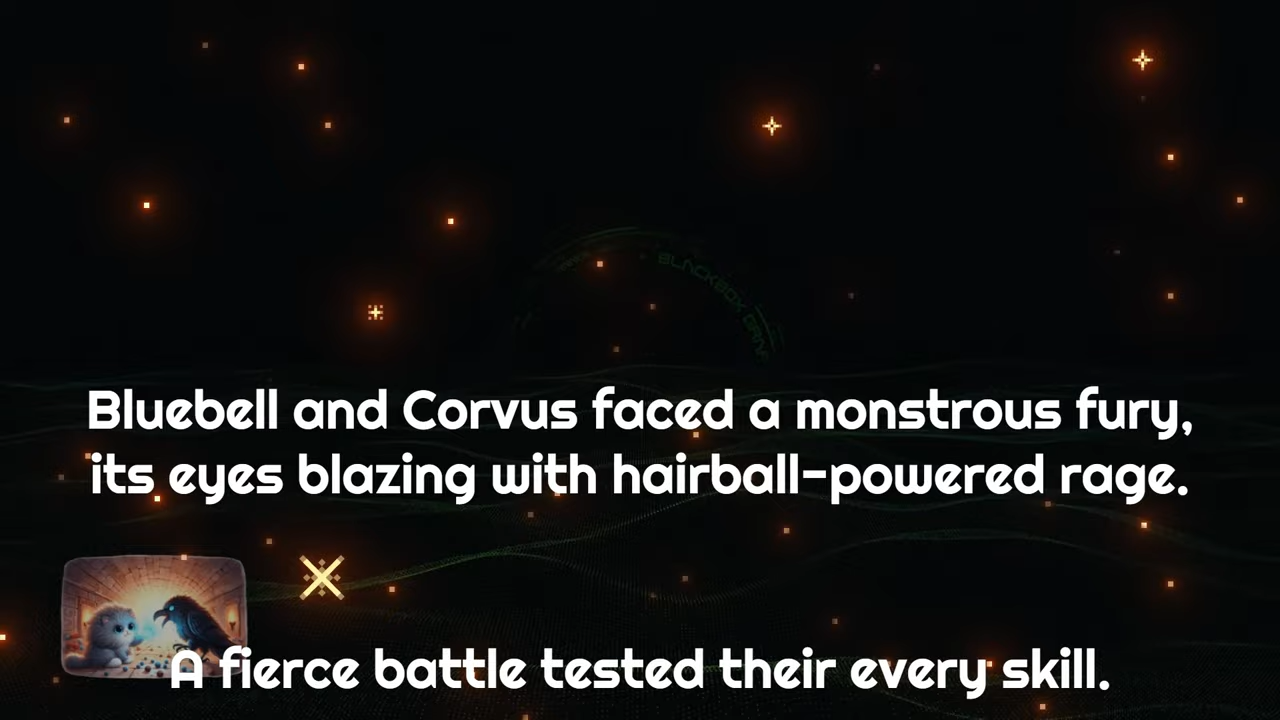 BLACKBOX
Bluebell and Corvus faced a monstrous fury,
its eyes blazing with hairball-powered rage.
A fierce battle tested their every skill.